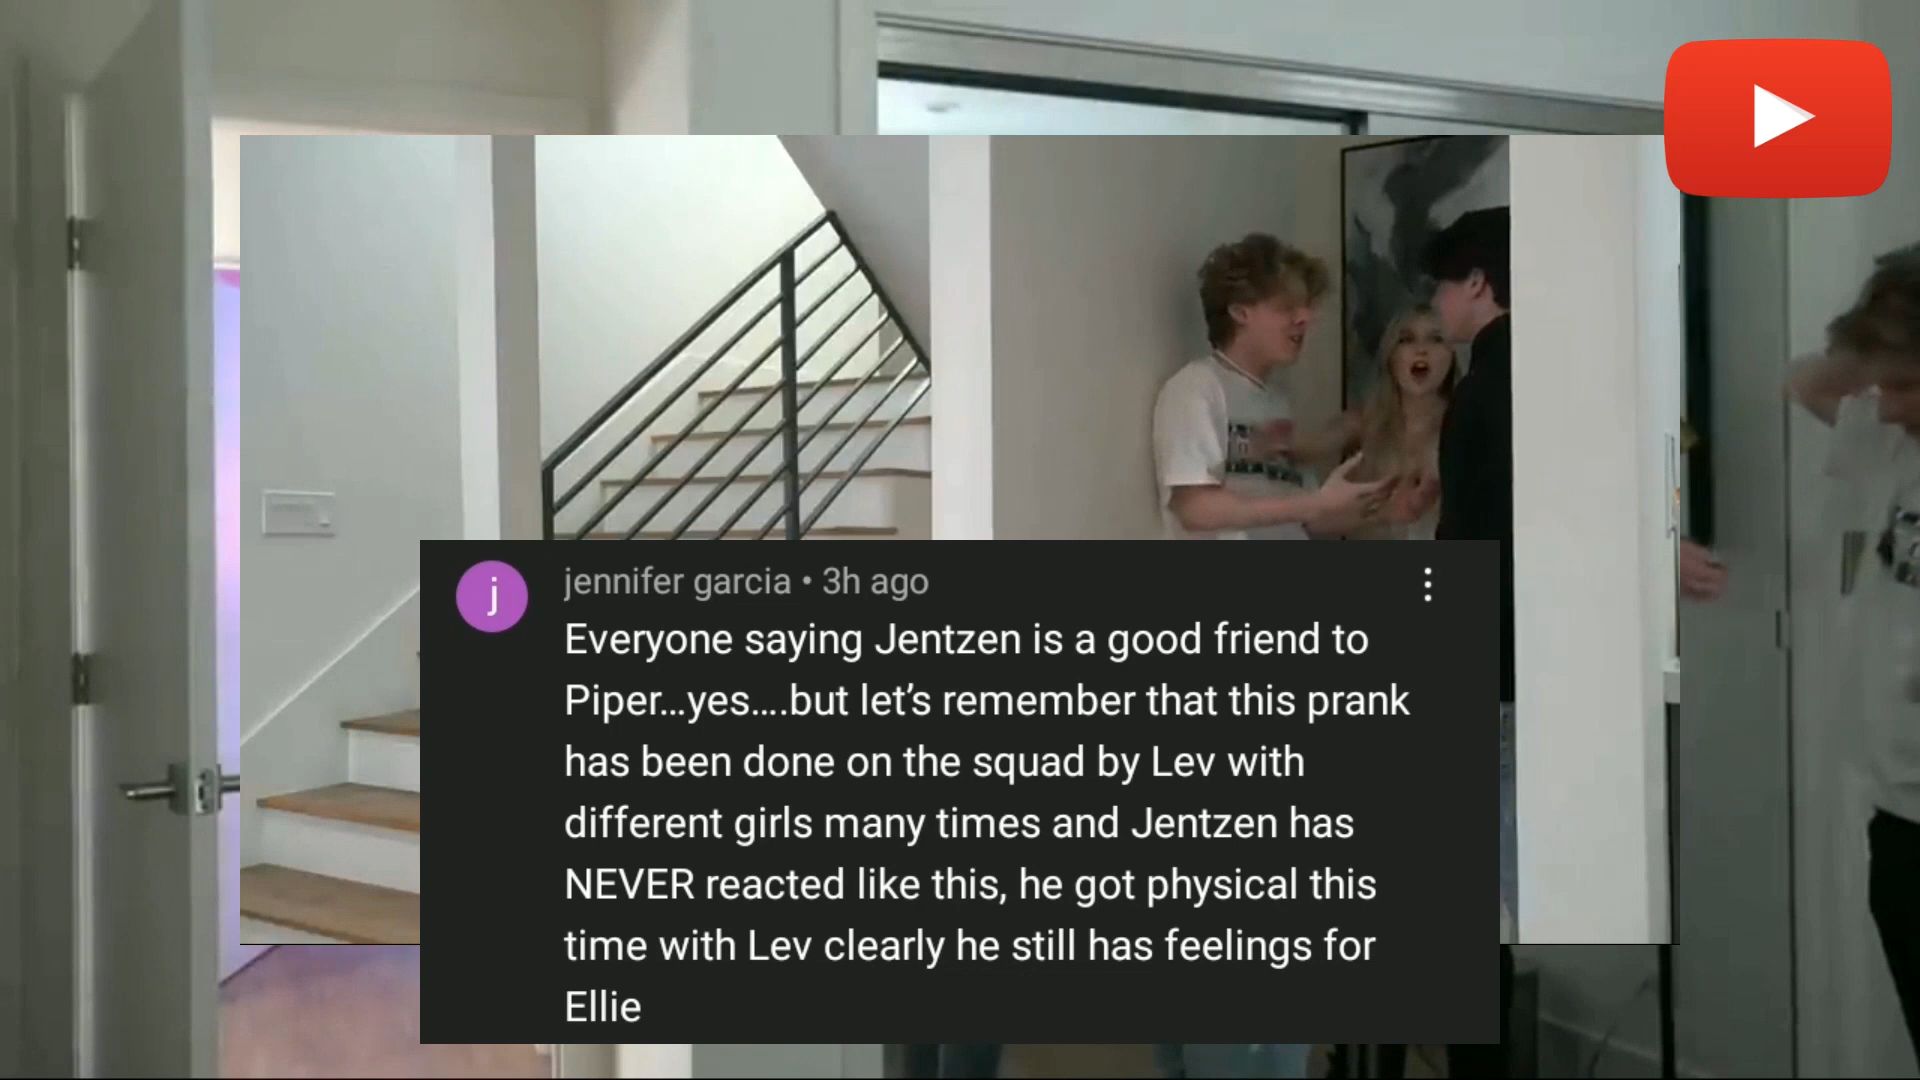 jennifer garcia • 3h ago
Everyone saying Jentzen is a good friend to
Piper…yes….but let’s remember that this prank
has been done on the squad by Lev with
different girls many times and Jentzen has
NEVER reacted like this, he got physical this
time with Lev clearly he still has feelings for
Ellie
j